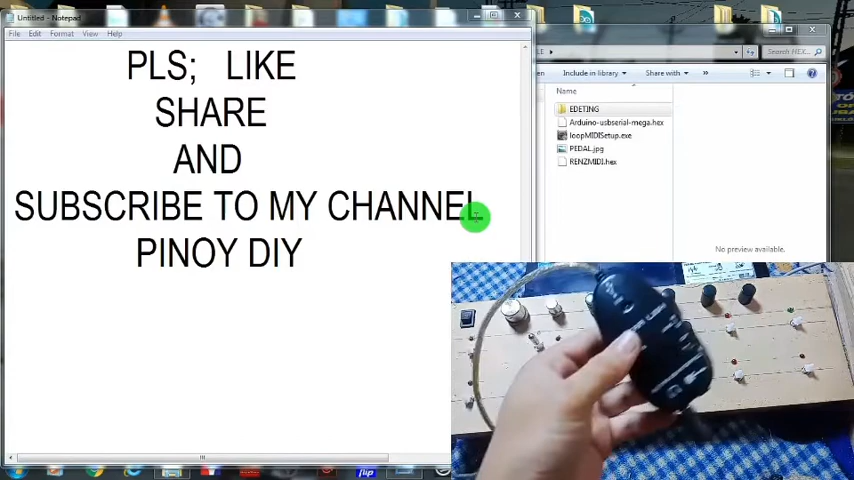 Untitled - Notepad
File Edit Format View Help
PLS; LIKE
SHARE
AND
SUBSCRIBE TO MY CHANNEL
PINOY DIY
Include in library
Share with
Name
EDETING
Arduino-usbserial-mega.hex
loopMIDISetup.exe
PEDAL.jpg
RENZMIDI.hex
No preview available.